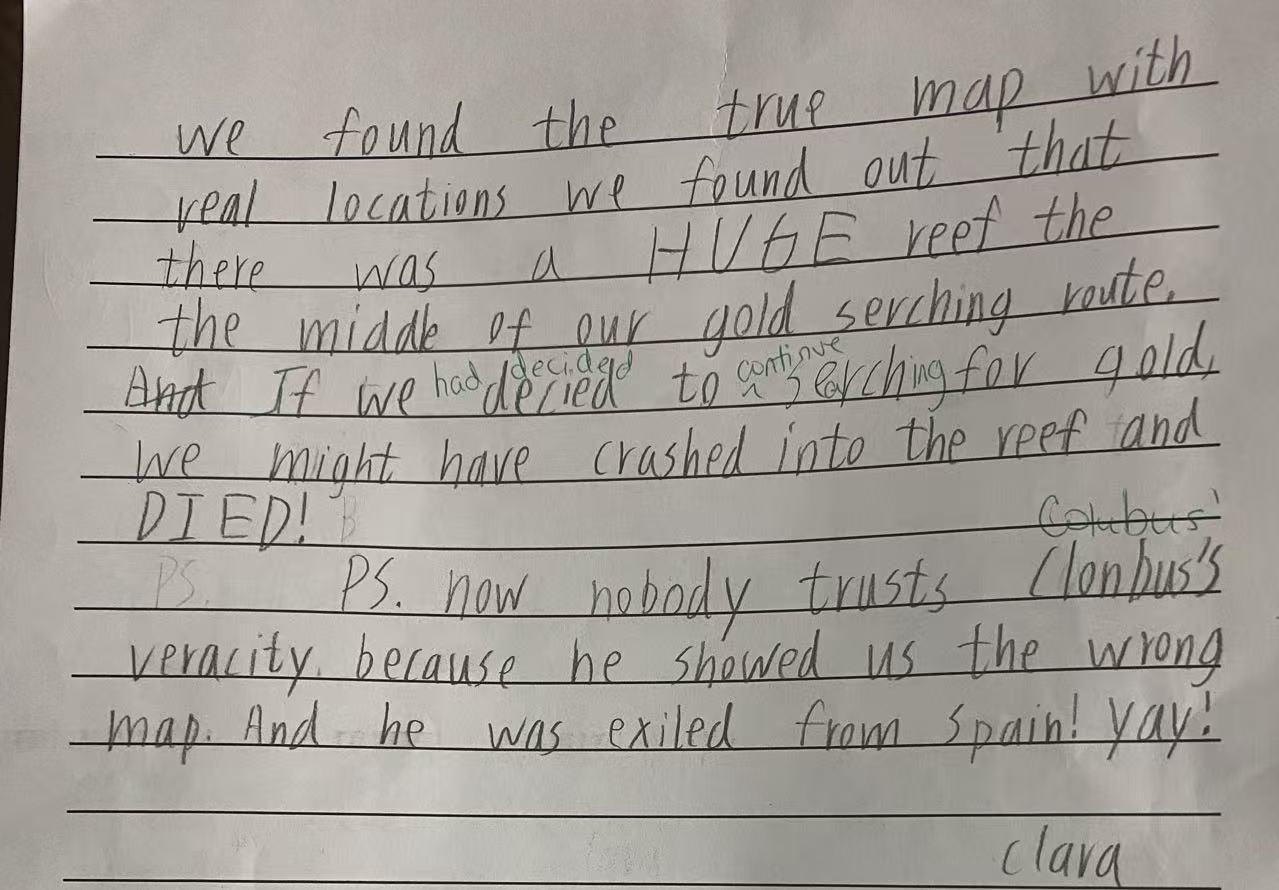 we found the true map with
real locations we found out that
there was a HUGE reef the
the middle of our gold serching route.
And If we had decided decied to continue searching for gold,
we might have crashed into the reef and
DIED! B
Colubus'
PS. PS. now nobody trusts Clonbus's
veracity. because he showed us the wrong
map. And he was exiled from Spain! Yay!
Clara